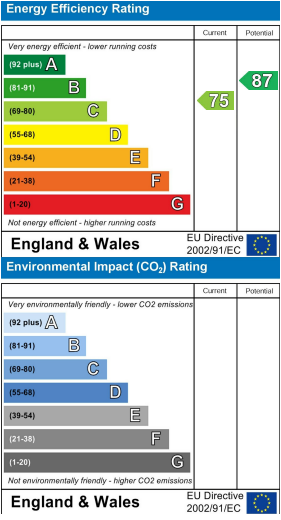 Energy Efficiency Rating
Current Potential
Very energy efficient - lower running costs
(92 plus) A
(81-91) B
87
(69-80) C
75
(55-68) D
(39-54) E
(21-38) F
(1-20) G
Not energy efficient - higher running costs
England & Wales
EU Directive
2002/91/EC
Environmental Impact (CO₂) Rating
Current Potential
Very environmentally friendly - lower CO2 emissions
(92 plus) A
(81-91) B
(69-80) C
(55-68) D
(39-54) E
(21-38) F
(1-20) G
Not environmentally friendly - higher CO2 emissions
England & Wales
EU Directive
2002/91/EC